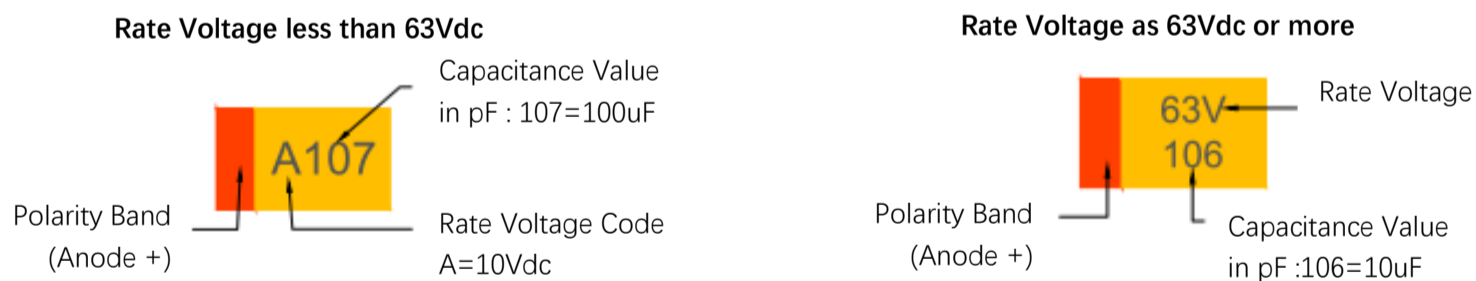 Rate Voltage less than 63Vdc
Capacitance Value
in pF : 107=100uF
A107
Polarity Band
(Anode +)
Rate Voltage Code
A=10Vdc
Rate Voltage as 63Vdc or more
63V
106
Rate Voltage
Polarity Band
(Anode +)
Capacitance Value
in pF :106=10uF